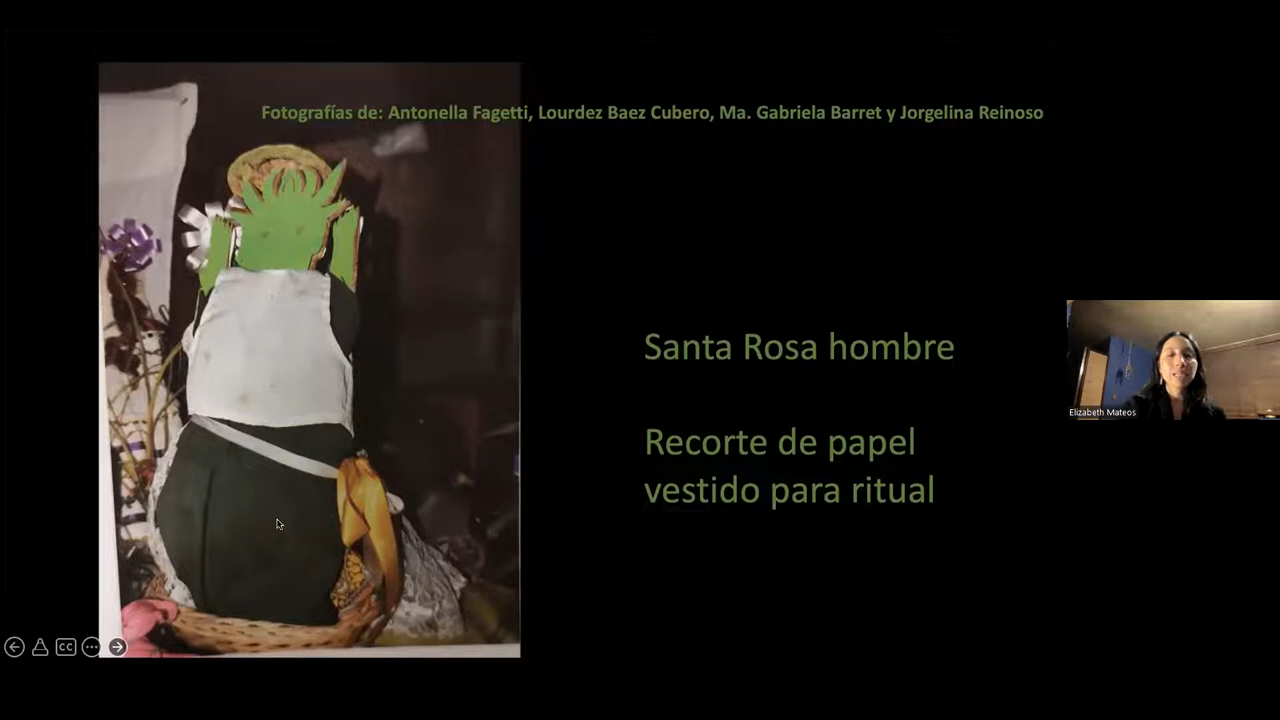 Fotografías de: Antonella Fagetti, Lourdez Baez Cubero, Ma. Gabriela Barret y Jorgelina Reinoso
Santa Rosa hombre
Recorte de papel
vestido para ritual
Elizabeth Mateos
CC